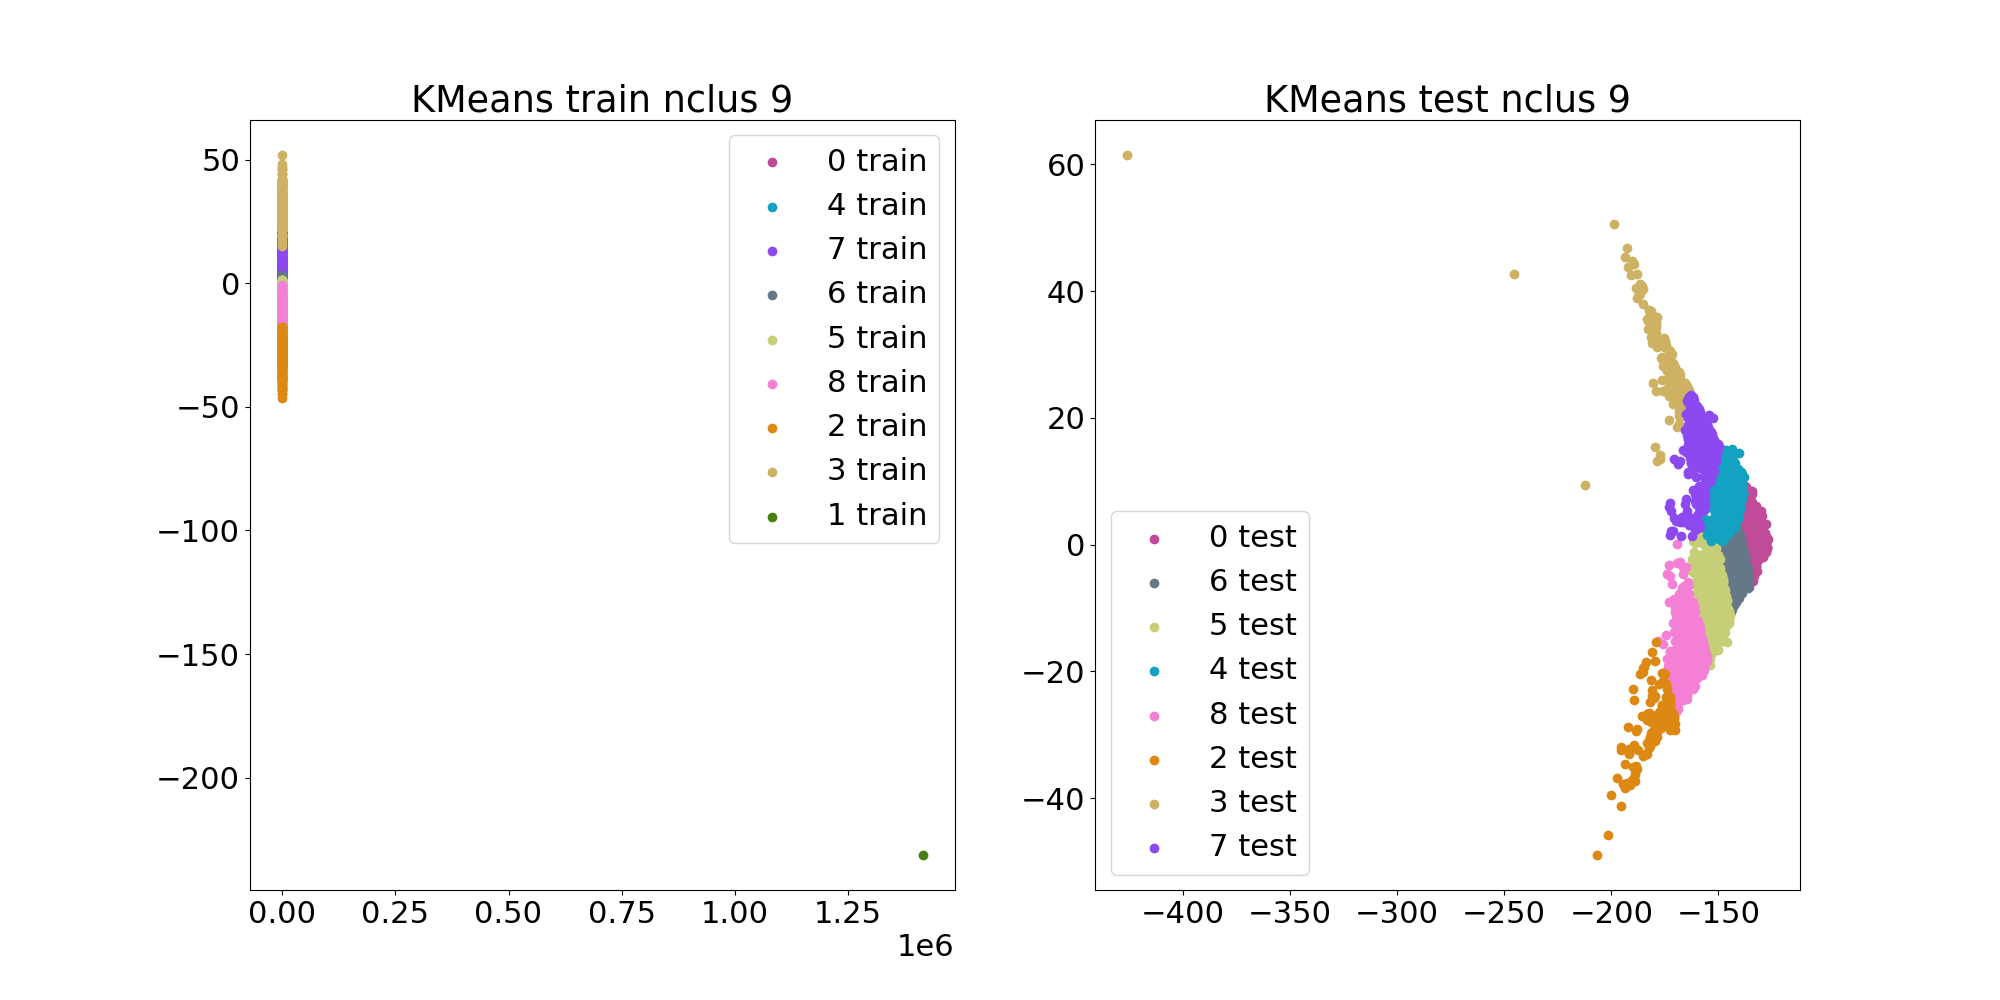 KMeans train nclus 9
50
0
−50
−100
−150
−200
0.00 0.25 0.50 0.75 1.00 1.25
1e6
0 train
4 train
7 train
6 train
5 train
8 train
2 train
3 train
1 train
KMeans test nclus 9
60
40
20
0
−20
−40
−400 −350 −300 −250 −200 −150
0 test
6 test
5 test
4 test
8 test
2 test
3 test
7 test